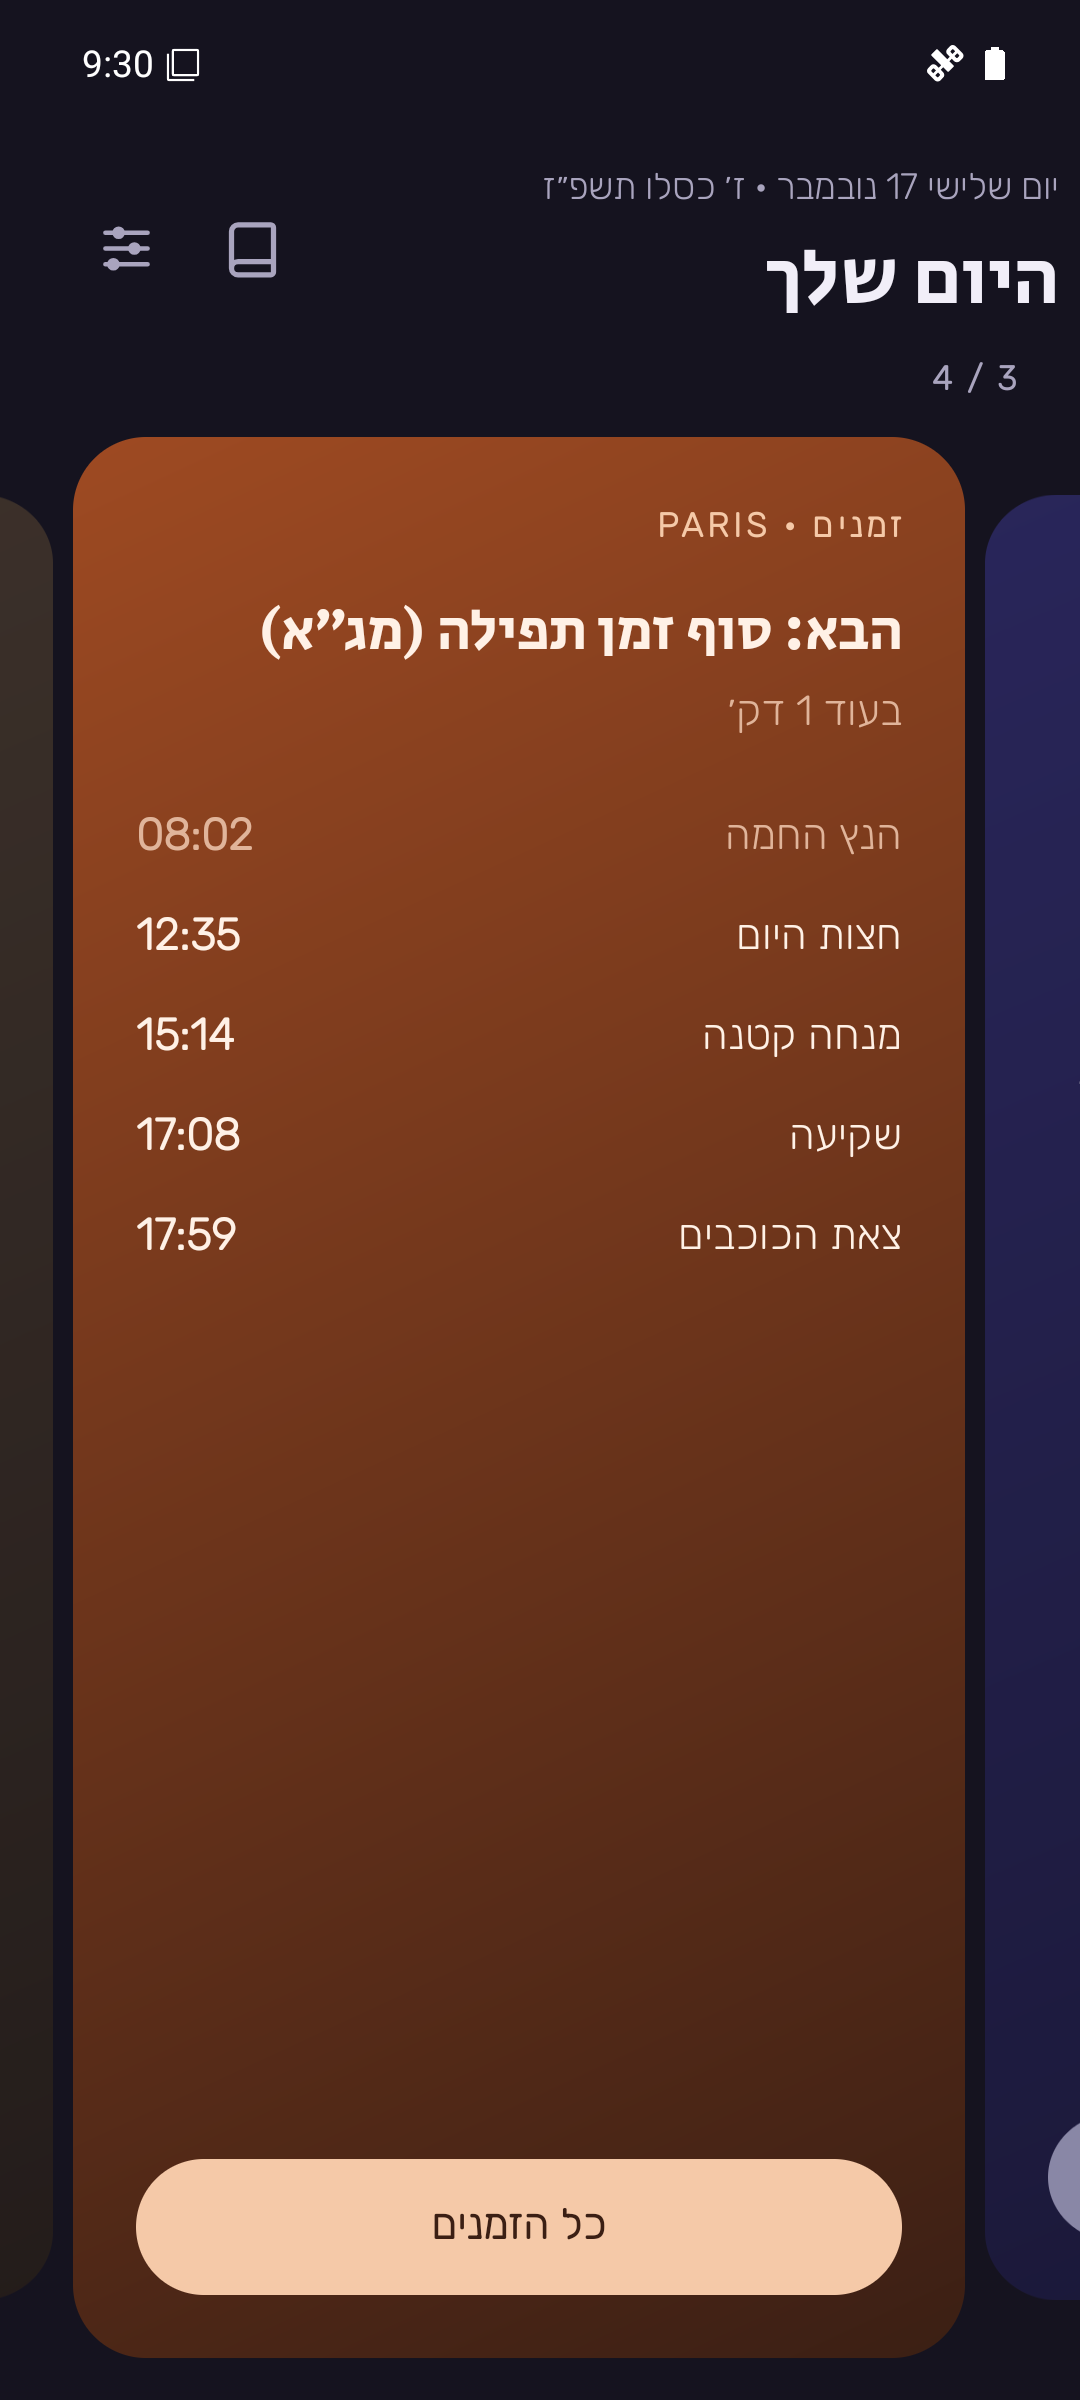 9:30
יום שלישי 17 נובמבר • ז׳ כסלו תשפ״ז
היום שלך
3 / 4
זמנים • PARIS
הבא: סוף זמן תפילה (מג״א)
בעוד 1 דק׳
הנץ החמה 08:02
חצות היום 12:35
מנחה קטנה 15:14
שקיעה 17:08
צאת הכוכבים 17:59
כל הזמנים